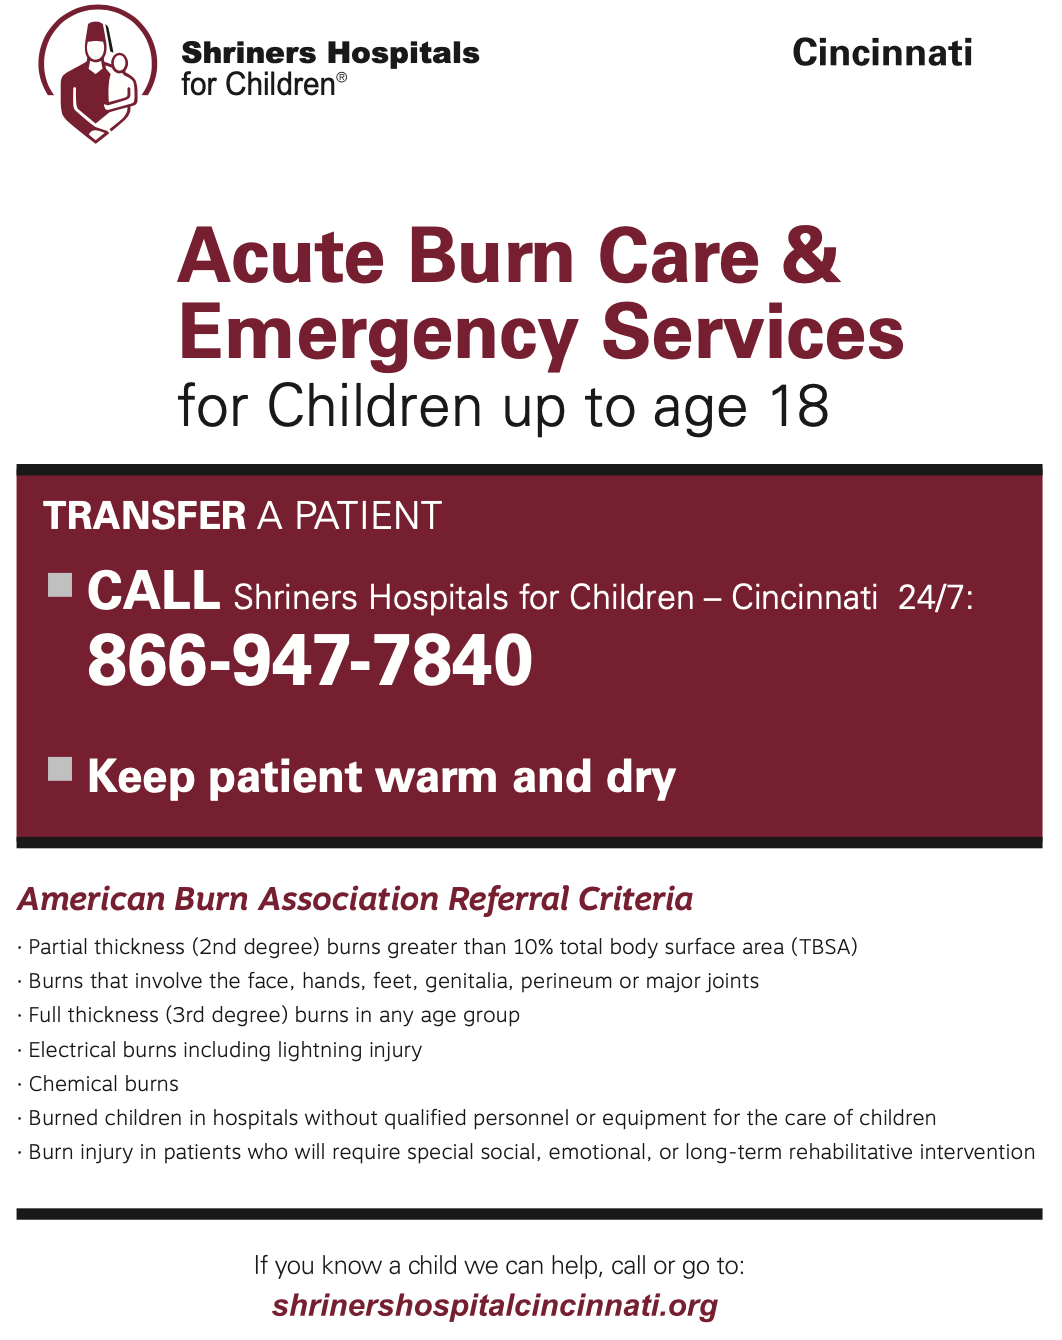 Shriners Hospitals
for Children®
Cincinnati
Acute Burn Care &
Emergency Services
for Children up to age 18
TRANSFER A PATIENT
CALL Shriners Hospitals for Children – Cincinnati 24/7:
866-947-7840
Keep patient warm and dry
American Burn Association Referral Criteria
· Partial thickness (2nd degree) burns greater than 10% total body surface area (TBSA)
· Burns that involve the face, hands, feet, genitalia, perineum or major joints
· Full thickness (3rd degree) burns in any age group
· Electrical burns including lightning injury
· Chemical burns
· Burned children in hospitals without qualified personnel or equipment for the care of children
· Burn injury in patients who will require special social, emotional, or long-term rehabilitative intervention
If you know a child we can help, call or go to:
shrinershospitalcincinnati.org